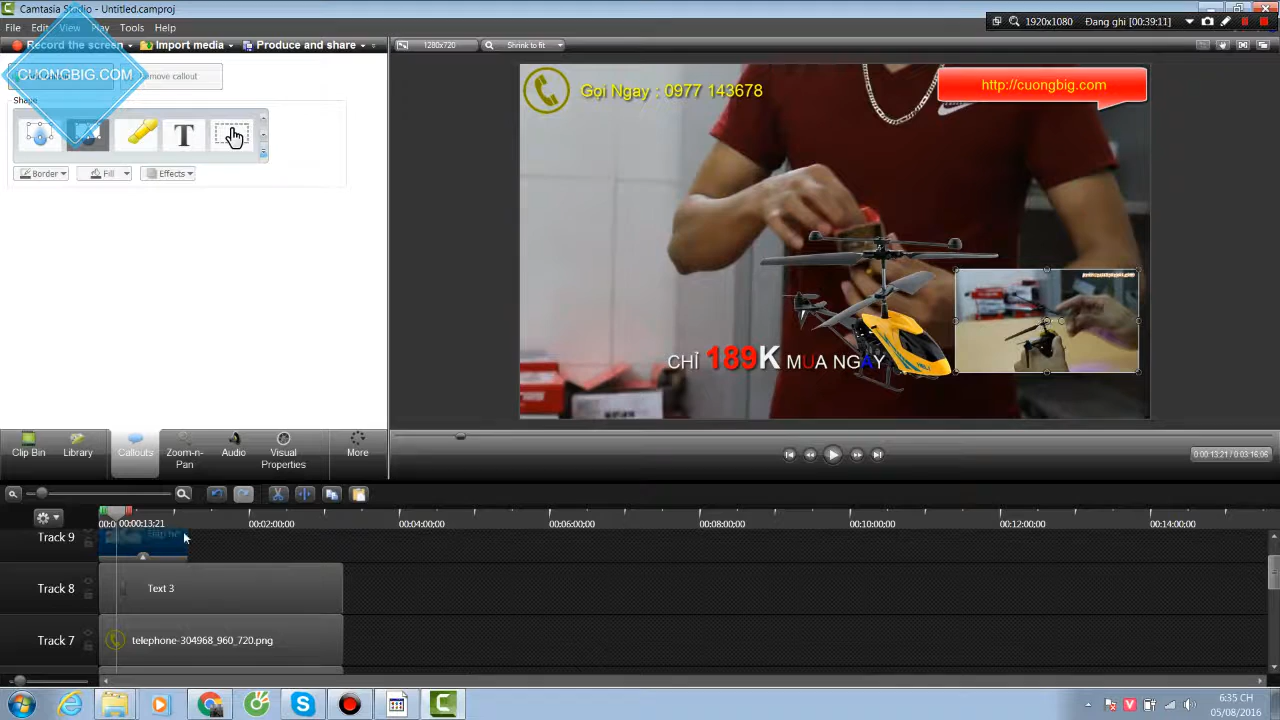 Camtasia Studio - Untitled.camproj
1920x1080 Đang ghi [00:39:11]
File Edit View Play Tools Help
Record the screen Import media Produce and share
1280x720 Shrink to fit
CUONGBIG.COM
Remove callout
Shape
T
Border Fill Effects
Gọi Ngay : 0977 143678
http://cuongbig.com
CHỈ 189K MUA NGAY
Clip Bin Library Callouts Zoom-n-Pan Audio Visual Properties More
0:00:13;21 / 0:03:16;06
00:00:13;21 00:02:00;00 00:04:00;00 00:06:00;00 00:08:00;00 00:10:00;00 00:12:00;00 00:14:00;00
Track 9
Track 8 Text 3
Track 7 telephone-304968_960_720.png
6:35 CH
05/08/2016